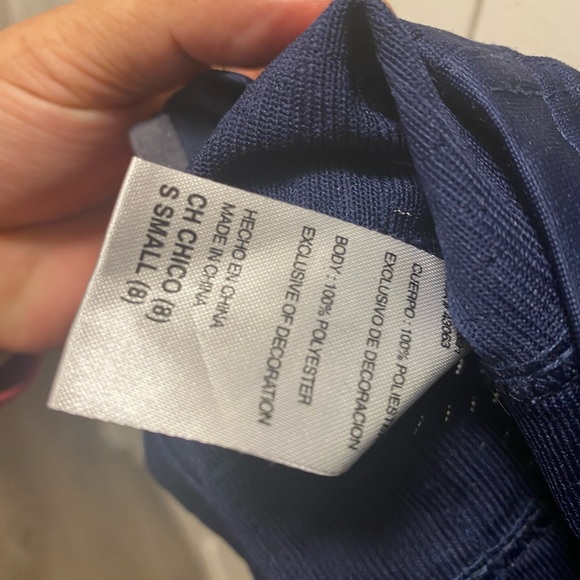 S SMALL (8)
CH CHICO (8)
MADE IN CHINA
HECHO EN CHINA
EXCLUSIVE OF DECORATION
BODY : 100% POLYESTER
EXCLUSIVO DE DECORACION
CUERPO : 100%
43063